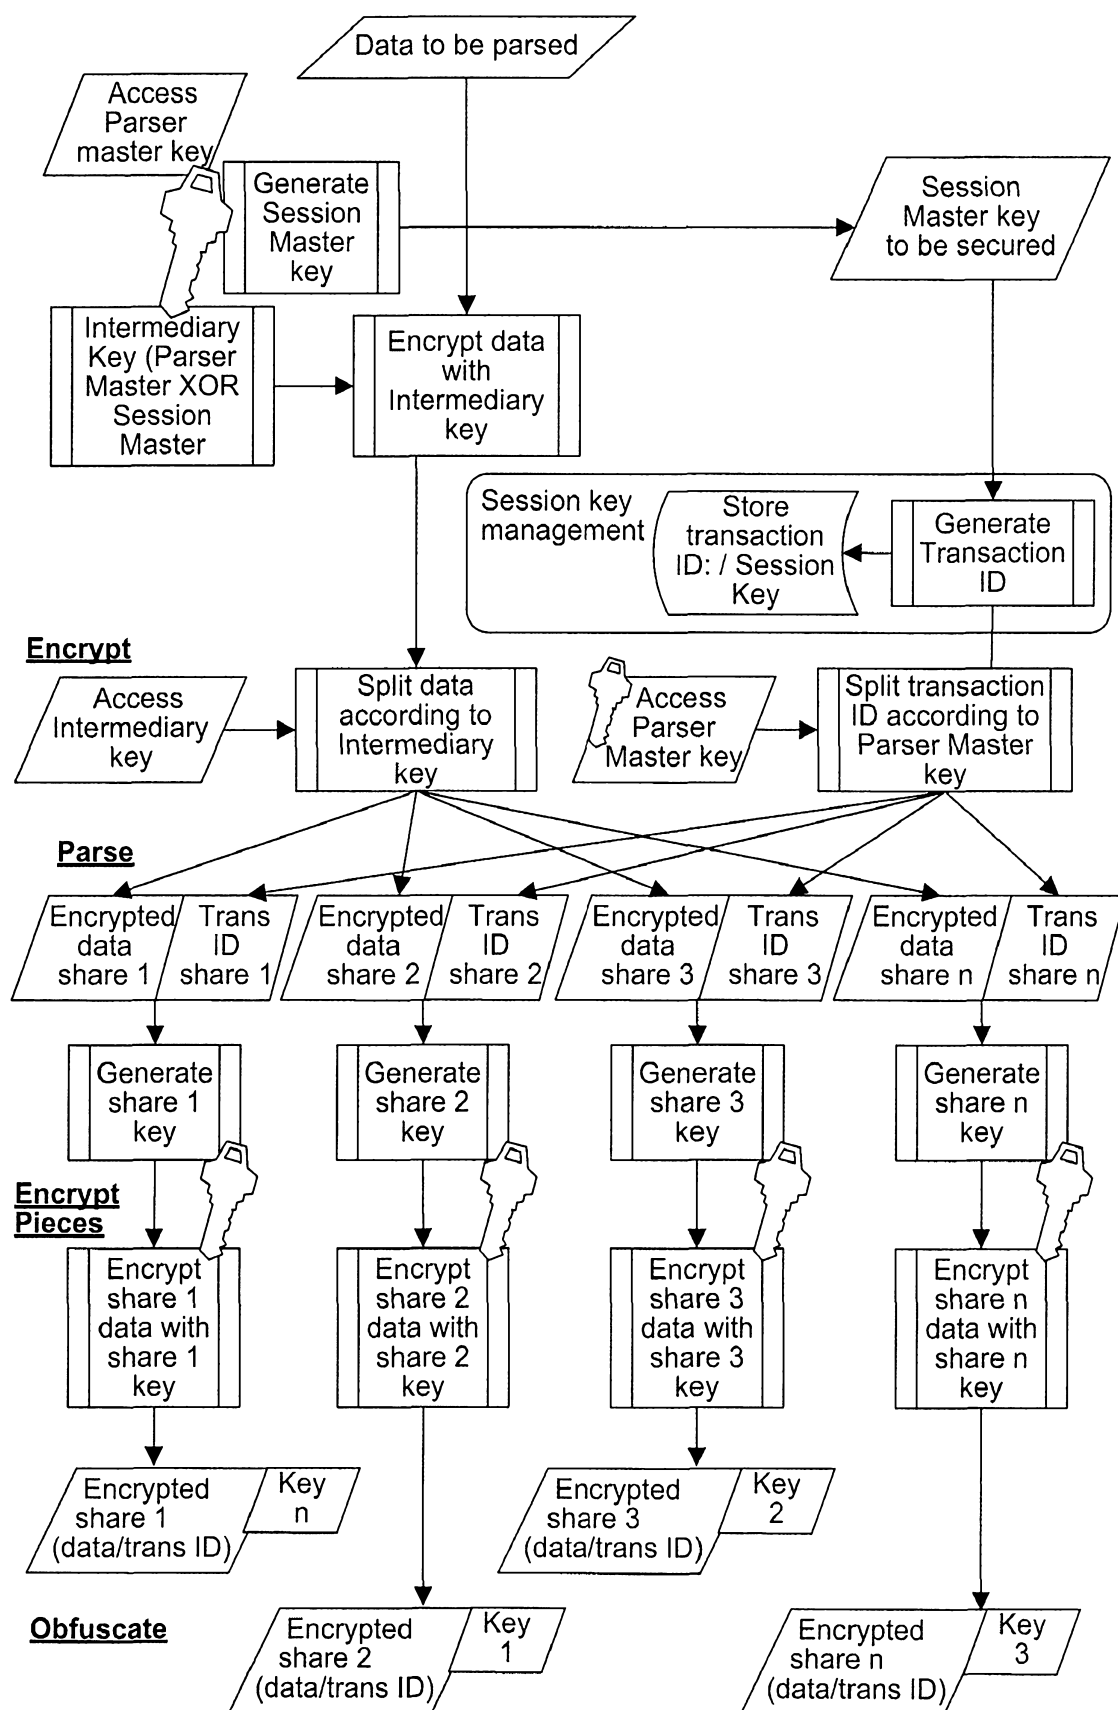 Data to be parsed
Access
Parser
master key
Generate
Session
Master
key
Session
Master key
to be secured
Intermediary
Key (Parser
Master XOR
Session
Master
Encrypt data
with
Intermediary
key
Session key
management
Store
transaction
ID: / Session
Key
Generate
Transaction
ID
Encrypt
Access
Intermediary
key
Split data
according to
Intermediary
key
Access
Parser
Master key
Split transaction
ID according to
Parser Master
key
Parse
Encrypted
data
share 1
Trans
ID
share 1
Encrypted
data
share 2
Trans
ID
share 2
Encrypted
data
share 3
Trans
ID
share 3
Encrypted
data
share n
Trans
ID
share n
Generate
share 1
key
Generate
share 2
key
Generate
share 3
key
Generate
share n
key
Encrypt
Pieces
Encrypt
share 1
data with
share 1
key
Encrypt
share 2
data with
share 2
key
Encrypt
share 3
data with
share 3
key
Encrypt
share n
data with
share n
key
Encrypted
share 1
(data/trans ID)
Key
n
Encrypted
share 3
(data/trans ID)
Key
2
Obfuscate
Encrypted
share 2
(data/trans ID)
Key
1
Encrypted
share n
(data/trans ID)
Key
3